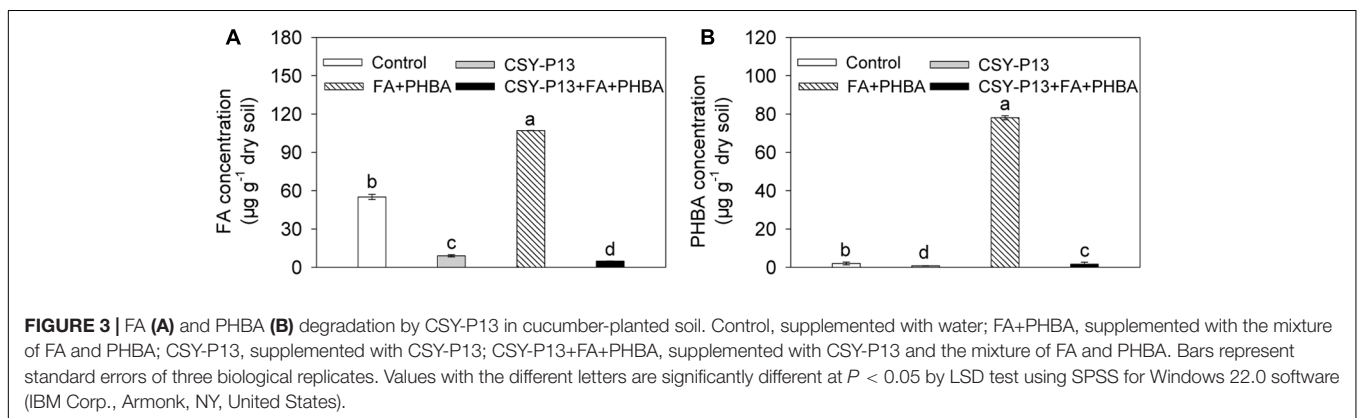 A
180
150
120
90
60
30
0
FA concentration
(µg g-1 dry soil)
Control
CSY-P13
FA+PHBA
CSY-P13+FA+PHBA
b
c
a
d
B
120
100
80
60
40
20
0
PHBA concentration
(µg g-1 dry soil)
Control
CSY-P13
FA+PHBA
CSY-P13+FA+PHBA
b
d
a
c
FIGURE 3 | FA (A) and PHBA (B) degradation by CSY-P13 in cucumber-planted soil. Control, supplemented with water; FA+PHBA, supplemented with the mixture
of FA and PHBA; CSY-P13, supplemented with CSY-P13; CSY-P13+FA+PHBA, supplemented with CSY-P13 and the mixture of FA and PHBA. Bars represent
standard errors of three biological replicates. Values with the different letters are significantly different at P < 0.05 by LSD test using SPSS for Windows 22.0 software
(IBM Corp., Armonk, NY, United States).